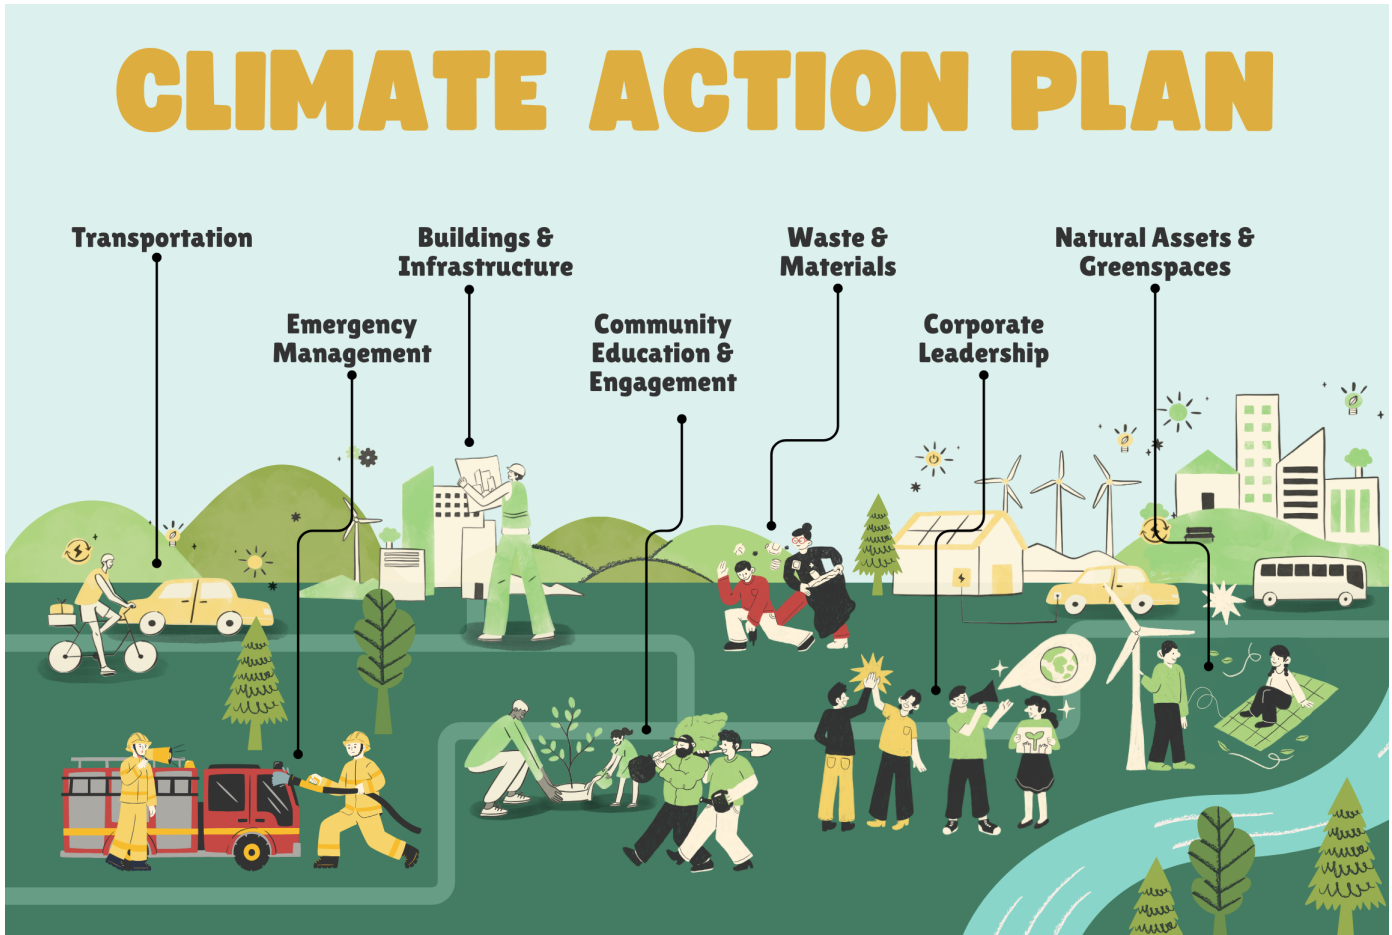 CLIMATE ACTION PLAN
Transportation
Buildings &
Infrastructure
Waste &
Materials
Natural Assets &
Greenspaces
Emergency
Management
Community
Education &
Engagement
Corporate
Leadership